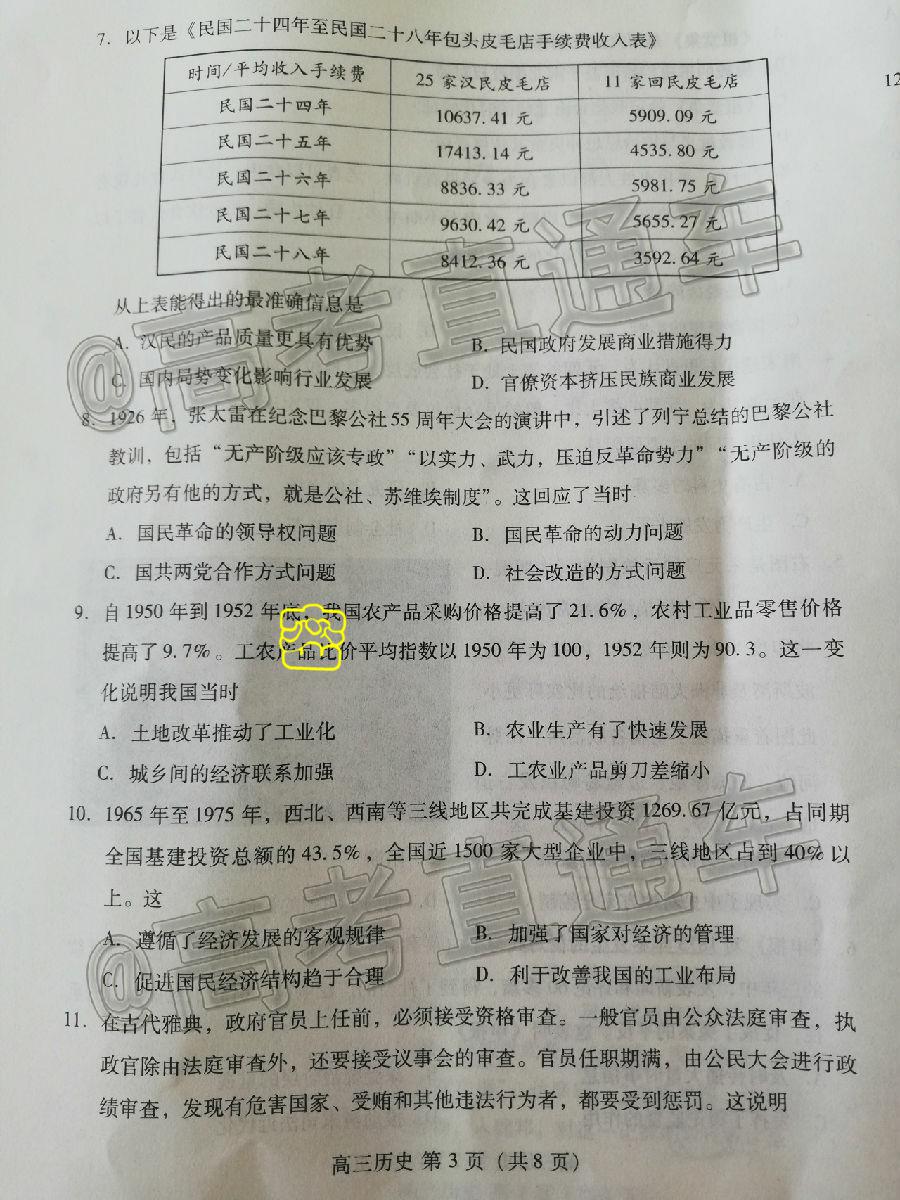 7. 以下是《民国二十四年至民国二十八年包头皮毛店手续费收入表》
时间/平均收入手续费 25 家汉民皮毛店 11 家回民皮毛店
民国二十四年 10637.41 元 5909.09 元
民国二十五年 17413.14 元 4535.80 元
民国二十六年 8836.33 元 5981.75 元
民国二十七年 9630.42 元 5655.27 元
民国二十八年 8412.36 元 3592.64 元
从上表能得出的最准确信息是
A. 汉民的产品质量更具有优势 B. 民国政府发展商业措施得力
C. 国内局势变化影响行业发展 D. 官僚资本挤压民族商业发展
8. 1926 年，张太雷在纪念巴黎公社 55 周年大会的演讲中，引述了列宁总结的巴黎公社
教训，包括“无产阶级应该专政”“以实力、武力，压迫反革命势力”“无产阶级的
政府另有他的方式，就是公社、苏维埃制度”。这回应了当时
A. 国民革命的领导权问题 B. 国民革命的动力问题
C. 国共两党合作方式问题 D. 社会改造的方式问题
9. 自 1950 年到 1952 年底，我国农产品采购价格提高了 21.6%，农村工业品零售价格
提高了 9.7%。工农产品比价平均指数以 1950 年为 100，1952 年则为 90.3。这一变
化说明我国当时
A. 土地改革推动了工业化 B. 农业生产有了快速发展
C. 城乡间的经济联系加强 D. 工农业产品剪刀差缩小
10. 1965 年至 1975 年，西北、西南等三线地区共完成基建投资 1269.67 亿元，占同期
全国基建投资总额的 43.5%，全国近 1500 家大型企业中，三线地区占到 40% 以
上。这
A. 遵循了经济发展的客观规律 B. 加强了国家对经济的管理
C. 促进国民经济结构趋于合理 D. 利于改善我国的工业布局
11. 在古代雅典，政府官员上任前，必须接受资格审查。一般官员由公众法庭审查，执
政官除由法庭审查外，还要接受议事会的审查。官员任职期满，由公民大会进行政
绩审查，发现有危害国家、受贿和其他违法行为者，都要受到惩罚。这说明
高三历史 第 3 页（共 8 页）
12
@高考直通车
@高考直通车